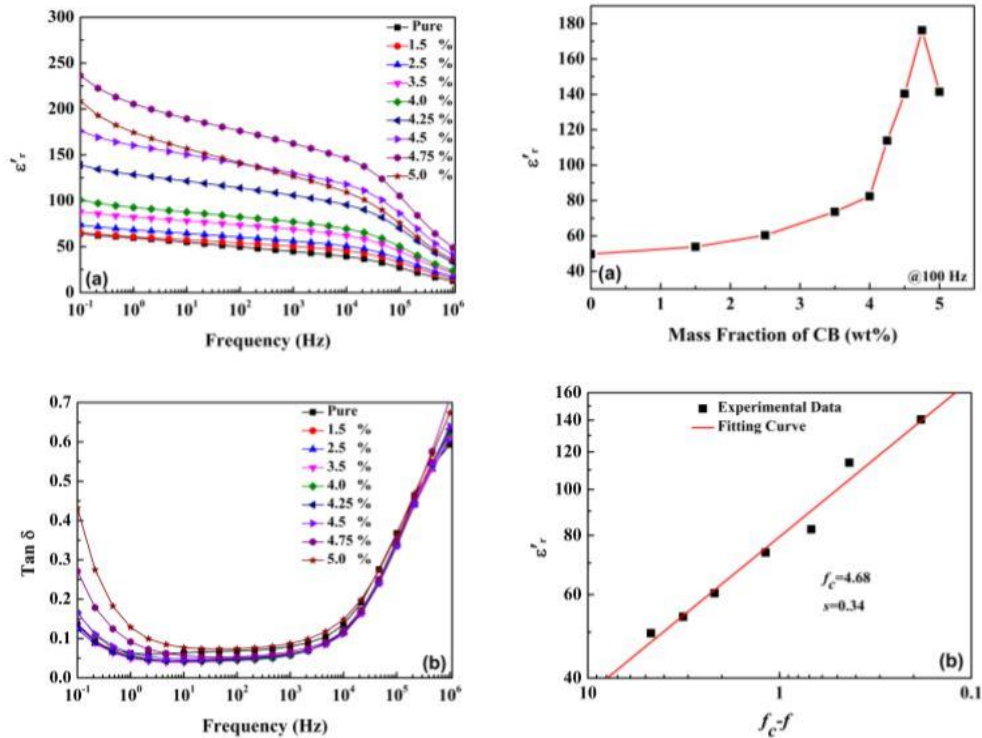 300
250
200
150
100
50
0
ε'r
Pure
1.5 %
2.5 %
3.5 %
4.0 %
4.25 %
4.5 %
4.75 %
5.0 %
(a)
10⁻¹ 10⁰ 10¹ 10² 10³ 10⁴ 10⁵ 10⁶
Frequency (Hz)
180
160
140
120
100
80
60
40
ε'r
(a)
@100 Hz
0 1 2 3 4 5
Mass Fraction of CB (wt%)
0.7
0.6
0.5
0.4
0.3
0.2
0.1
0.0
Tan δ
Pure
1.5 %
2.5 %
3.5 %
4.0 %
4.25 %
4.5 %
4.75 %
5.0 %
(b)
10⁻¹ 10⁰ 10¹ 10² 10³ 10⁴ 10⁵ 10⁶
Frequency (Hz)
160
140
120
100
80
60
40
ε'r
Experimental Data
Fitting Curve
fc=4.68
s=0.34
(b)
10 1 0.1
fc-f